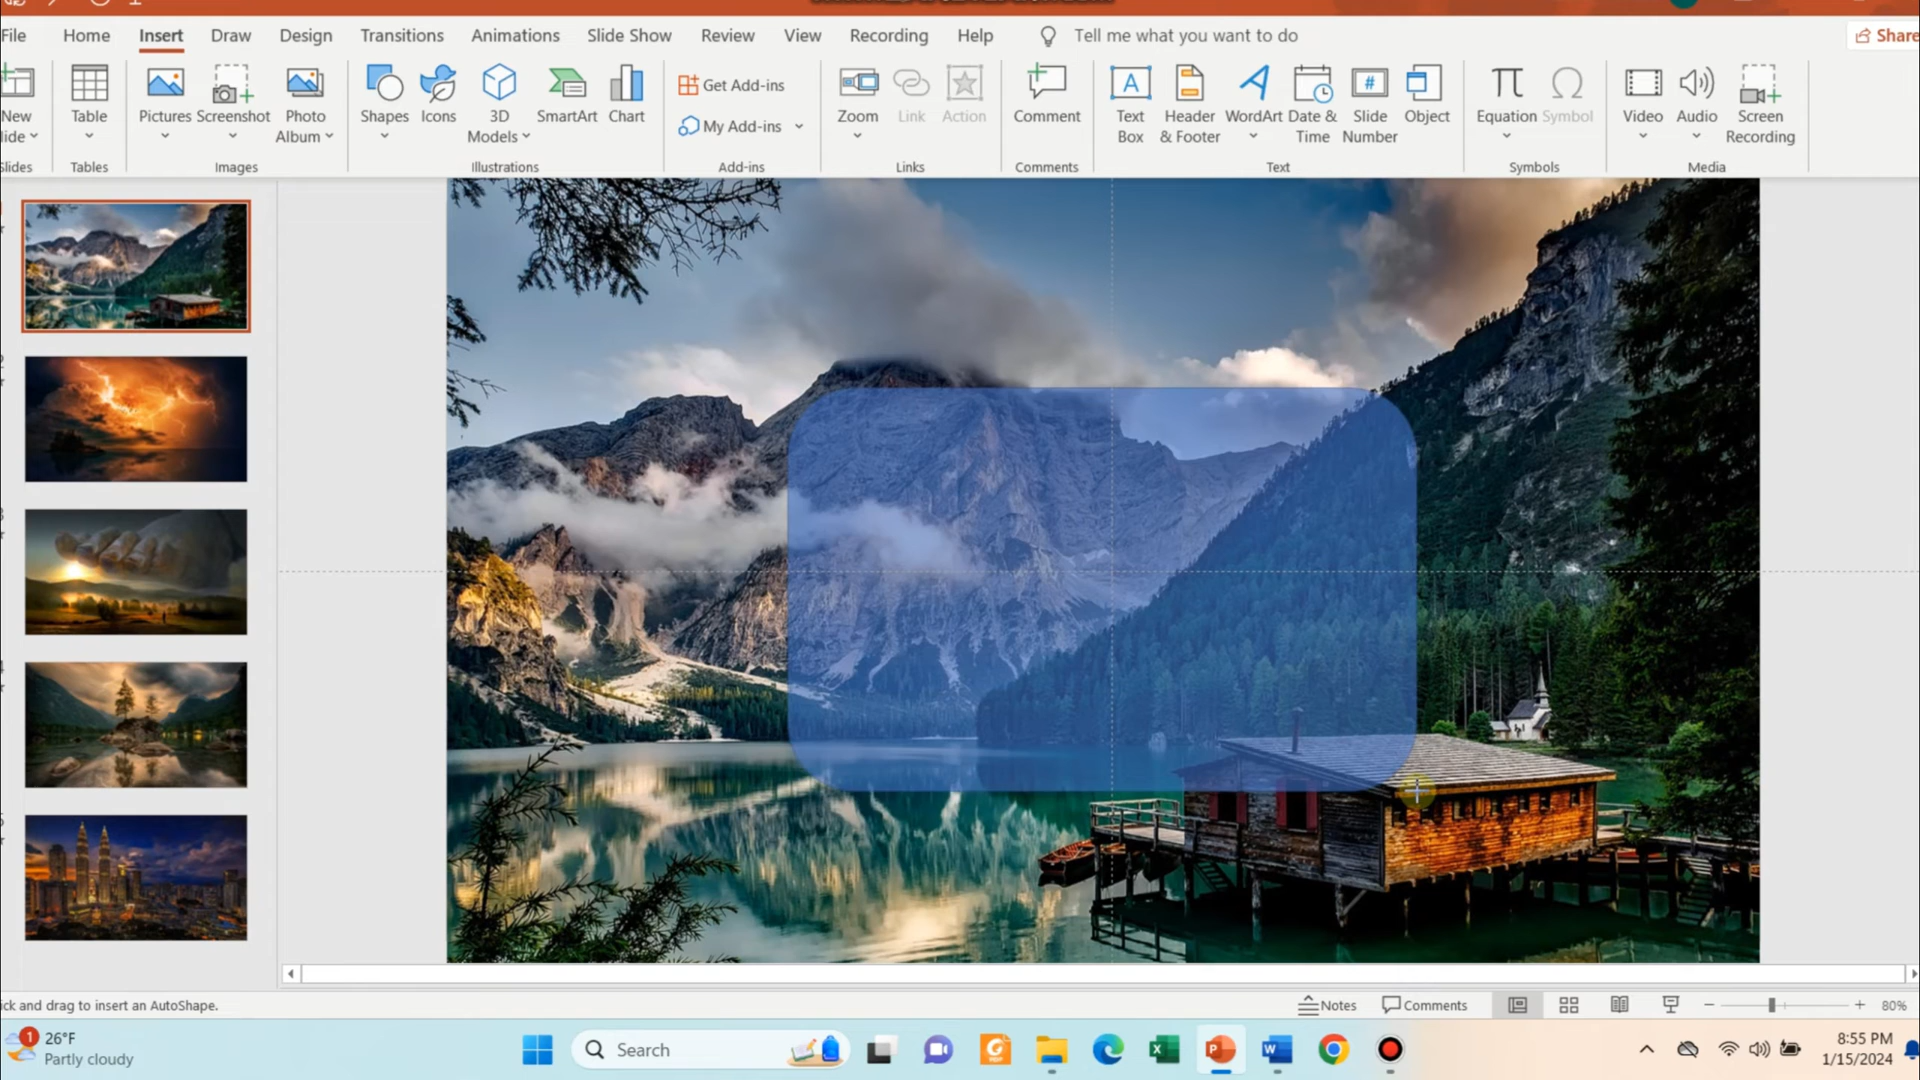 File Home Insert Draw Design Transitions Animations Slide Show Review View Recording Help Tell me what you want to do Share
New
lide
Table
Pictures
Screenshot
Photo
Album
Shapes
Icons
3D
Models
SmartArt
Chart
Get Add-ins
My Add-ins
Zoom
Link
Action
Comment
Text
Box
Header
& Footer
WordArt
Date &
Time
Slide
Number
Object
Equation
Symbol
Video
Audio
Screen
Recording
Slides Tables Images Illustrations Add-ins Links Comments Text Symbols Media
ick and drag to insert an AutoShape.
Notes Comments 80%
1
26°F
Partly cloudy
Search
8:55 PM
1/15/2024